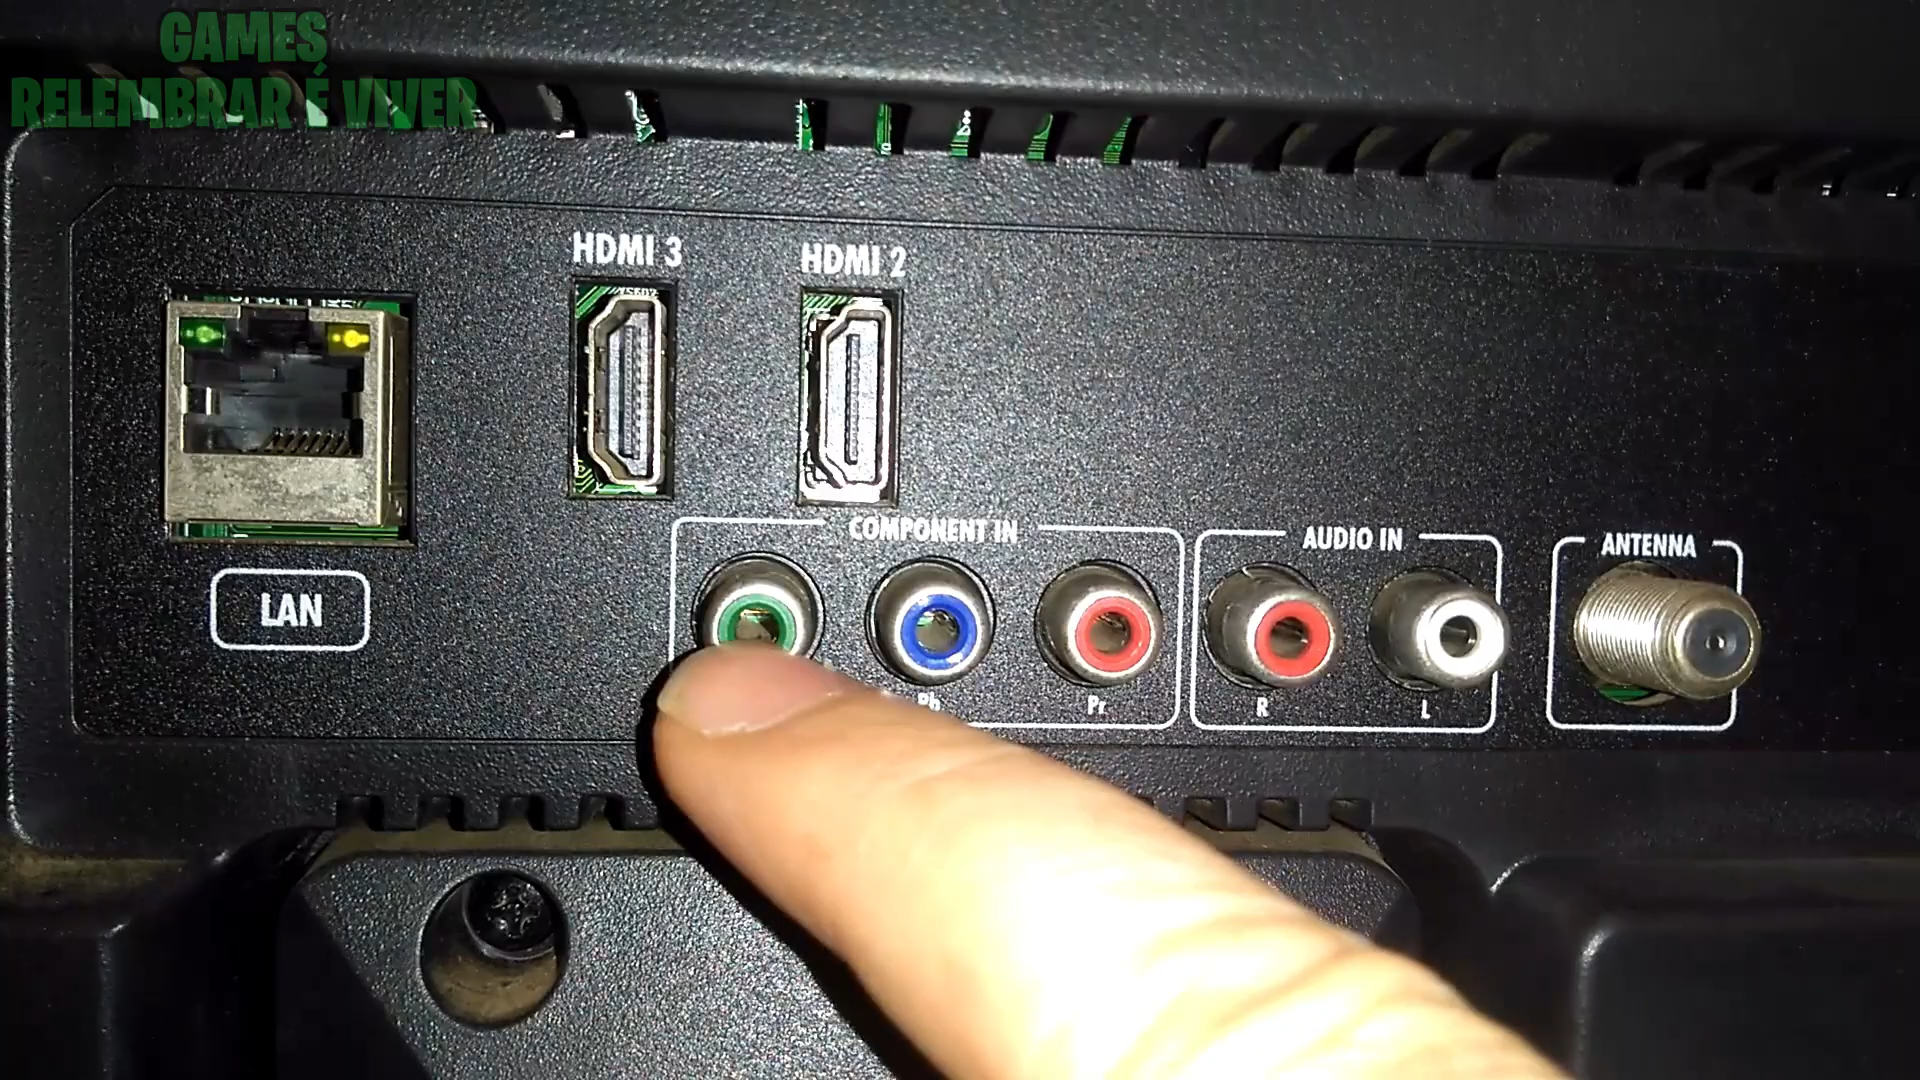 GAMES
RELEMBRAR É VIVER
HDMI 3
HDMI 2
COMPONENT IN
AUDIO IN
ANTENNA
LAN
Pb
Pr
R
L